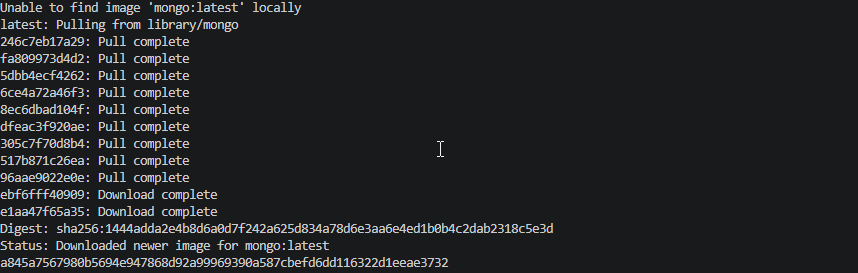 Unable to find image 'mongo:latest' locally
latest: Pulling from library/mongo
246c7eb17a29: Pull complete
fa809973d4d2: Pull complete
5dbb4ecf4262: Pull complete
6ce4a72a46f3: Pull complete
8ec6dbad104f: Pull complete
dfeac3f920ae: Pull complete
305c7f70d8b4: Pull complete
517b871c26ea: Pull complete
96aae9022e0e: Pull complete
ebf6fff40909: Download complete
e1aa47f65a35: Download complete
Digest: sha256:1444adda2e4b8d6a0d7f242a625d834a78d6e3aa6e4ed1b0b4c2dab2318c5e3d
Status: Downloaded newer image for mongo:latest
a845a7567980b5694e947868d92a99969390a587cbefd6dd116322d1eeae3732